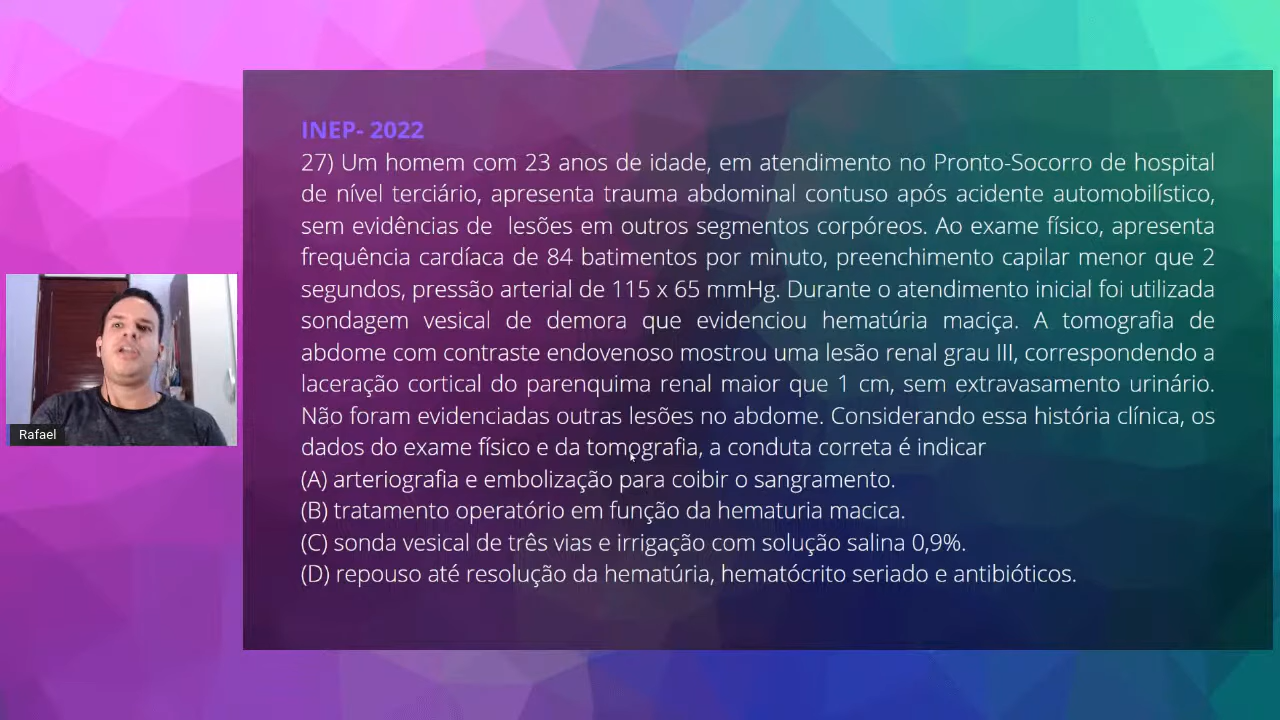 INEP- 2022
27) Um homem com 23 anos de idade, em atendimento no Pronto-Socorro de hospital
de nível terciário, apresenta trauma abdominal contuso após acidente automobilístico,
sem evidências de lesões em outros segmentos corpóreos. Ao exame físico, apresenta
frequência cardíaca de 84 batimentos por minuto, preenchimento capilar menor que 2
segundos, pressão arterial de 115 x 65 mmHg. Durante o atendimento inicial foi utilizada
sondagem vesical de demora que evidenciou hematúria maciça. A tomografia de
abdome com contraste endovenoso mostrou uma lesão renal grau III, correspondendo a
laceração cortical do parenquima renal maior que 1 cm, sem extravasamento urinário.
Não foram evidenciadas outras lesões no abdome. Considerando essa história clínica, os
dados do exame físico e da tomografia, a conduta correta é indicar
(A) arteriografia e embolização para coibir o sangramento.
(B) tratamento operatório em função da hematuria macica.
(C) sonda vesical de três vias e irrigação com solução salina 0,9%.
(D) repouso até resolução da hematúria, hematócrito seriado e antibióticos.
Rafael